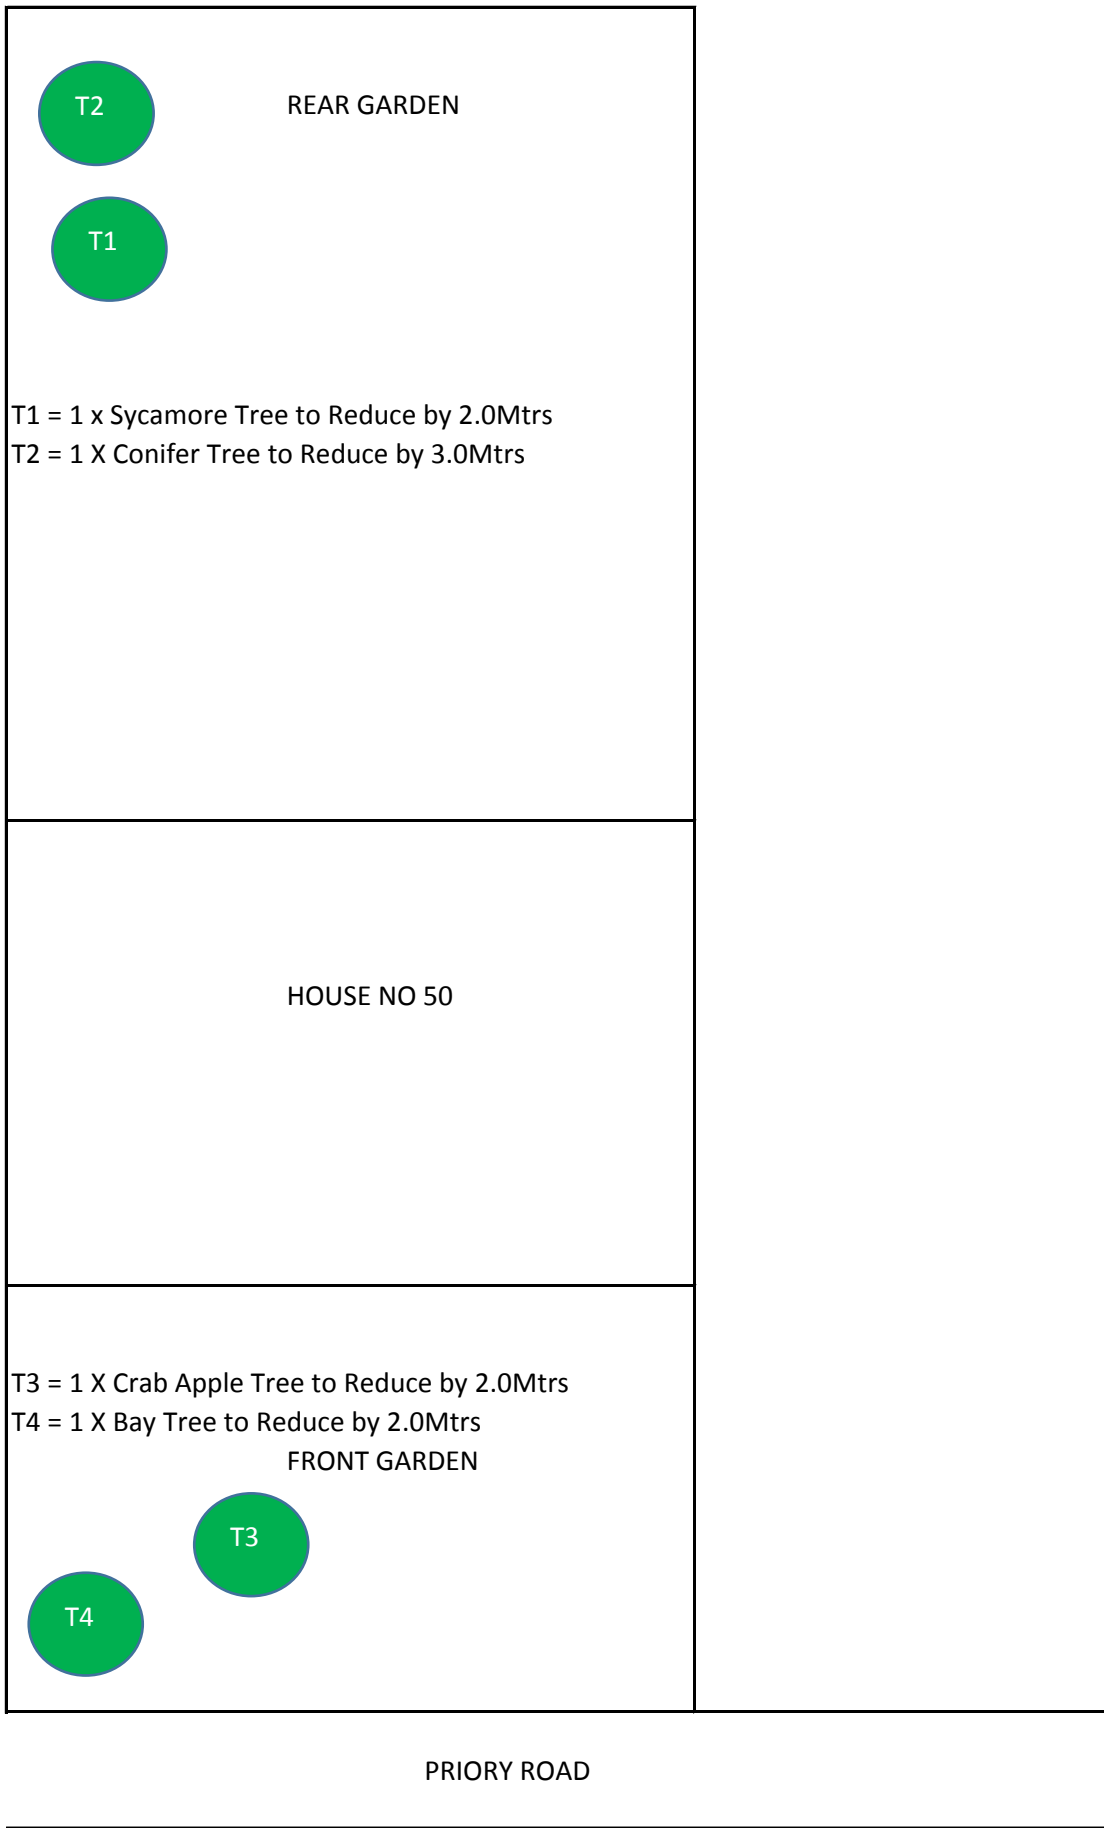 T2
REAR GARDEN
T1
T1 = 1 x Sycamore Tree to Reduce by 2.0Mtrs
T2 = 1 X Conifer Tree to Reduce by 3.0Mtrs
HOUSE NO 50
T3 = 1 X Crab Apple Tree to Reduce by 2.0Mtrs
T4 = 1 X Bay Tree to Reduce by 2.0Mtrs
FRONT GARDEN
T3
T4
PRIORY ROAD